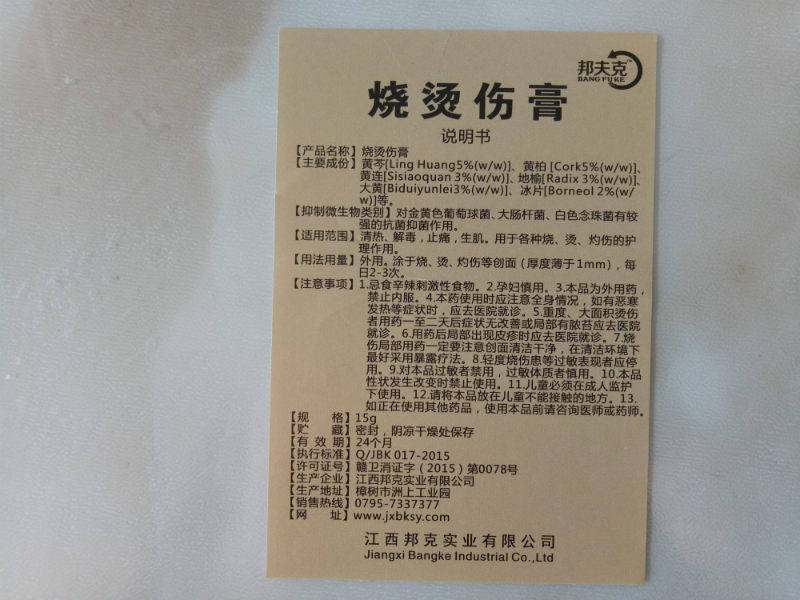 邦夫克™
BANG FU KE
烧烫伤膏
说明书
【产品名称】烧烫伤膏
【主要成份】黄芩[Ling Huang5%(w/w)]、黄柏 [Cork5%(w/w)]、
黄连[Sisiaoquan 3%(w/w)]、地榆[Radix 3%(w/w)]、
大黄[Biduiyunlei3%(w/w)]、冰片[Borneol 2%(w/
w)]等。
【抑制微生物类别】对金黄色葡萄球菌、大肠杆菌、白色念珠菌有较
强的抗菌抑菌作用。
【适用范围】清热、解毒，止痛，生肌。用于各种烧、烫、灼伤的护
理作用。
【用法用量】外用。涂于烧、烫、灼伤等创面（厚度薄于1mm），每
日2-3次。
【注意事项】1.忌食辛辣刺激性食物。2.孕妇慎用。3.本品为外用药，
禁止内服。4.本药使用时应注意全身情况，如有恶寒
发热等症状时，应去医院就诊。5.重度、大面积烫伤
者用药一至二天后症状无改善或局部有脓苔应去医院
就诊。6.用药后局部出现皮疹时应去医院就诊。7.烧
伤局部用药一定要注意创面清洁干净，在清洁环境下
最好采用暴露疗法。8.轻度烧伤患等过敏表现者应停
用。9.对本品过敏者禁用，过敏体质者慎用。10.本品
性状发生改变时禁止使用。11.儿童必须在成人监护
下使用。12.请将本品放在儿童不能接触的地方。13.
如正在使用其他药品，使用本品前请咨询医师或药师。
【规 格】15g
【贮 藏】密封，阴凉干燥处保存
【有 效 期】24个月
【执行标准】Q/JBK 017-2015
【许可证号】赣卫消证字（2015）第0078号
【生产企业】江西邦克实业有限公司
【生产地址】樟树市洲上工业园
【销售热线】0795-7337377
【网 址】www.jxbksy.com
江西邦克实业有限公司
Jiangxi Bangke Industrial Co.,Ltd